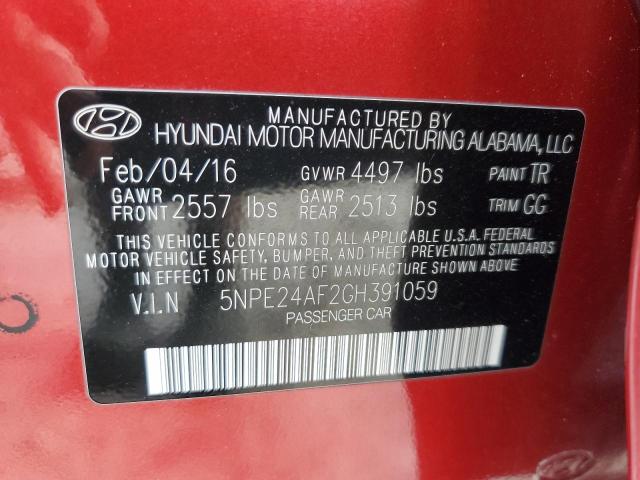 MANUFACTURED BY
HYUNDAI MOTOR MANUFACTURING ALABAMA, LLC
Feb/04/16 GVWR 4497 lbs PAINT TR
GAWR FRONT 2557 lbs GAWR REAR 2513 lbs TRIM GG
THIS VEHICLE CONFORMS TO ALL APPLICABLE U.S.A. FEDERAL
MOTOR VEHICLE SAFETY, BUMPER, AND THEFT PREVENTION STANDARDS
IN EFFECT ON THE DATE OF MANUFACTURE SHOWN ABOVE.
V.I.N 5NPE24AF2GH391059
PASSENGER CAR